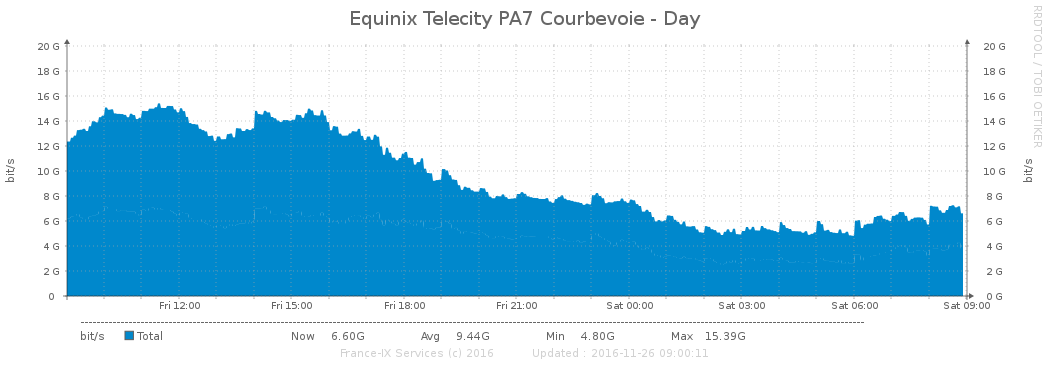 Equinix Telecity PA7 Courbevoie - Day
RRDTOOL / TOBI OETIKER
20 G 20 G
18 G 18 G
16 G 16 G
14 G 14 G
12 G 12 G
10 G 10 G
8 G 8 G
6 G 6 G
4 G 4 G
2 G 2 G
0 0 G
bit/s bit/s
Fri 12:00 Fri 15:00 Fri 18:00 Fri 21:00 Sat 00:00 Sat 03:00 Sat 06:00 Sat 09:00
bit/s Total Now 6.60G Avg 9.44G Min 4.80G Max 15.39G
France-IX Services (c) 2016 Updated : 2016-11-26 09:00:11